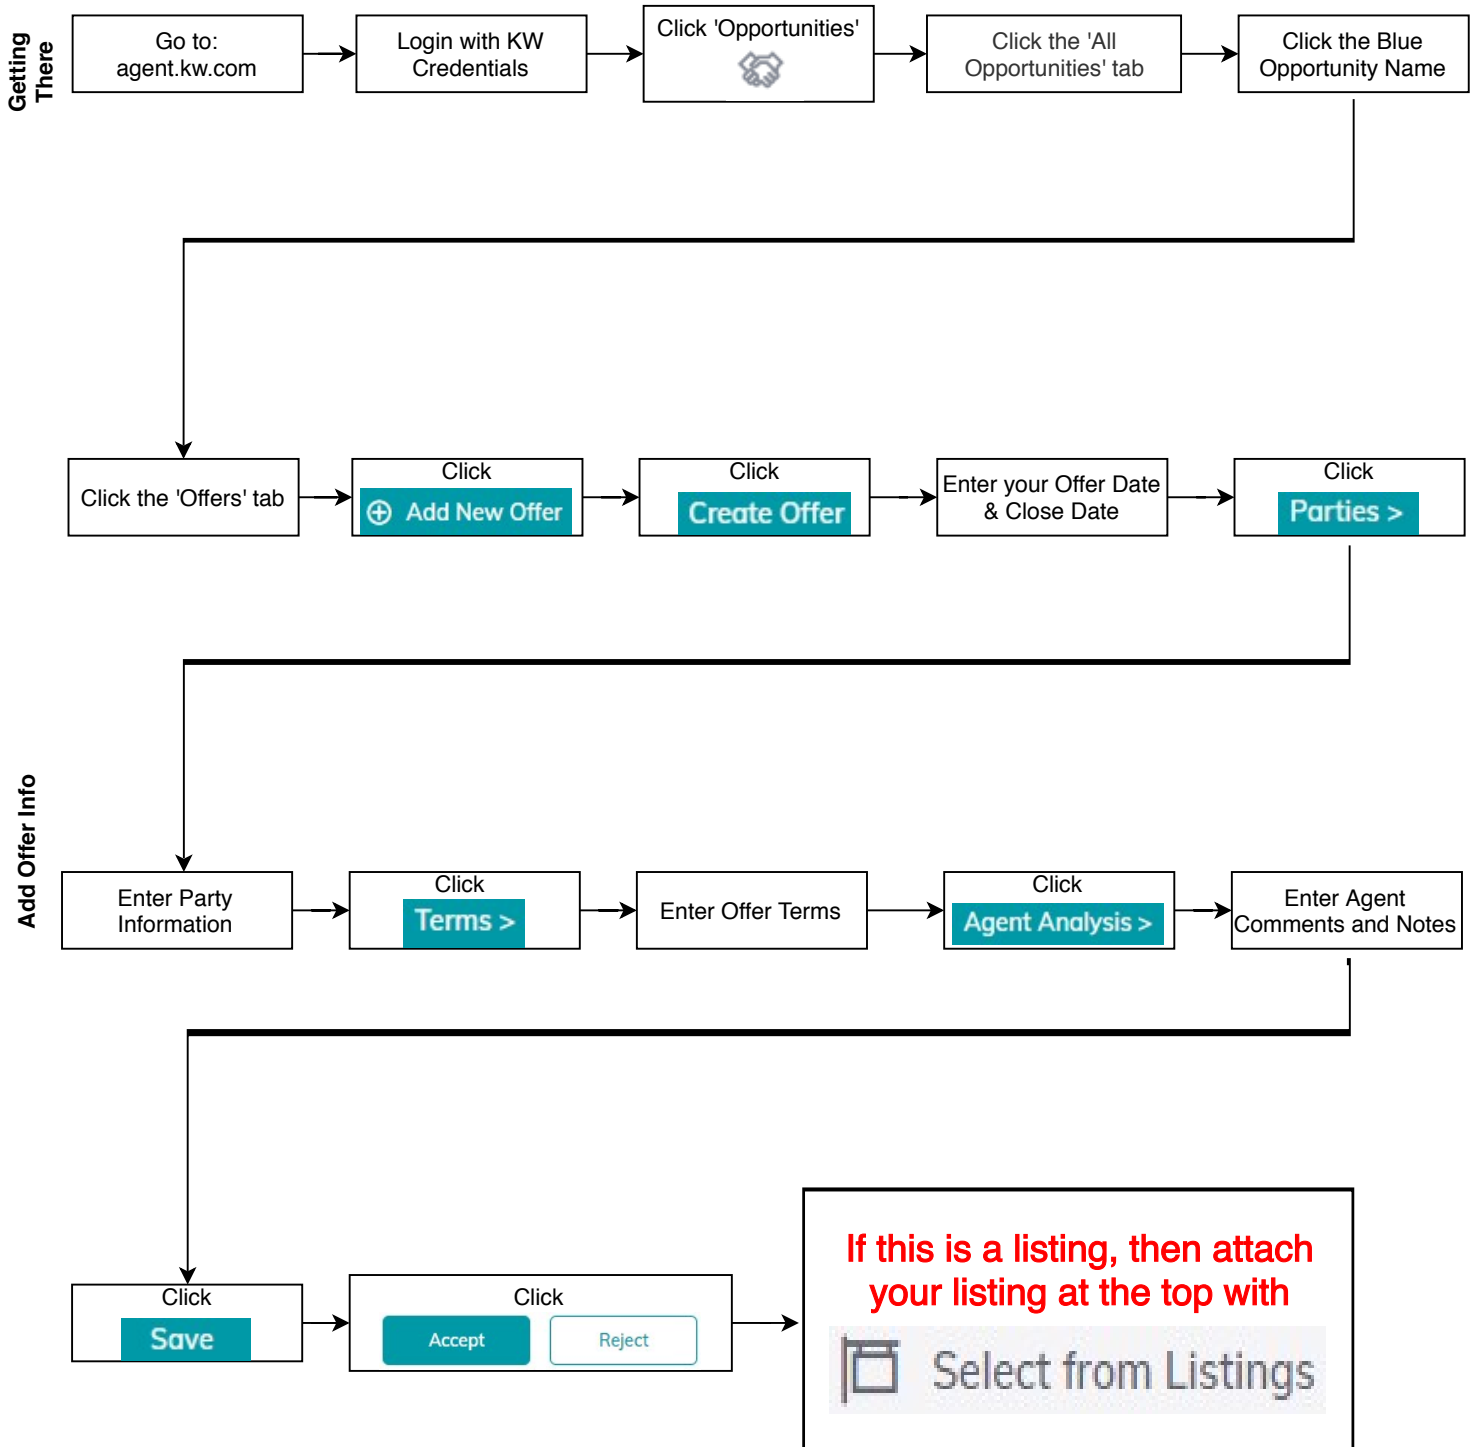 Getting
There
Go to:
agent.kw.com
Login with KW
Credentials
Click 'Opportunities'
Click the 'All
Opportunities' tab
Click the Blue
Opportunity Name
Click the 'Offers' tab
Click
Add New Offer
Click
Create Offer
Enter your Offer Date
& Close Date
Click
Parties >
Add Offer Info
Enter Party
Information
Click
Terms >
Enter Offer Terms
Click
Agent Analysis >
Enter Agent
Comments and Notes
Click
Save
Click
Accept
Reject
If this is a listing, then attach
your listing at the top with
Select from Listings